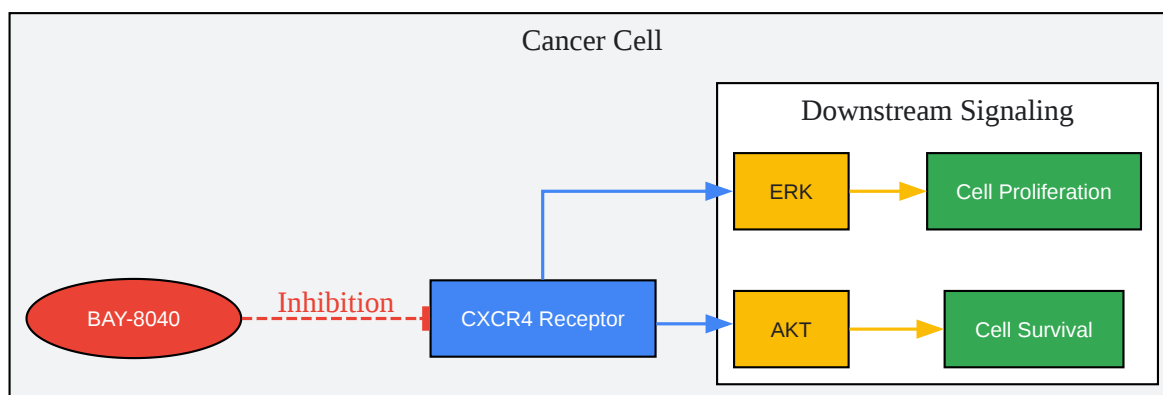 Cancer Cell
Downstream Signaling
ERK
Cell Proliferation
BAY-8040
Inhibition
CXCR4 Receptor
AKT
Cell Survival